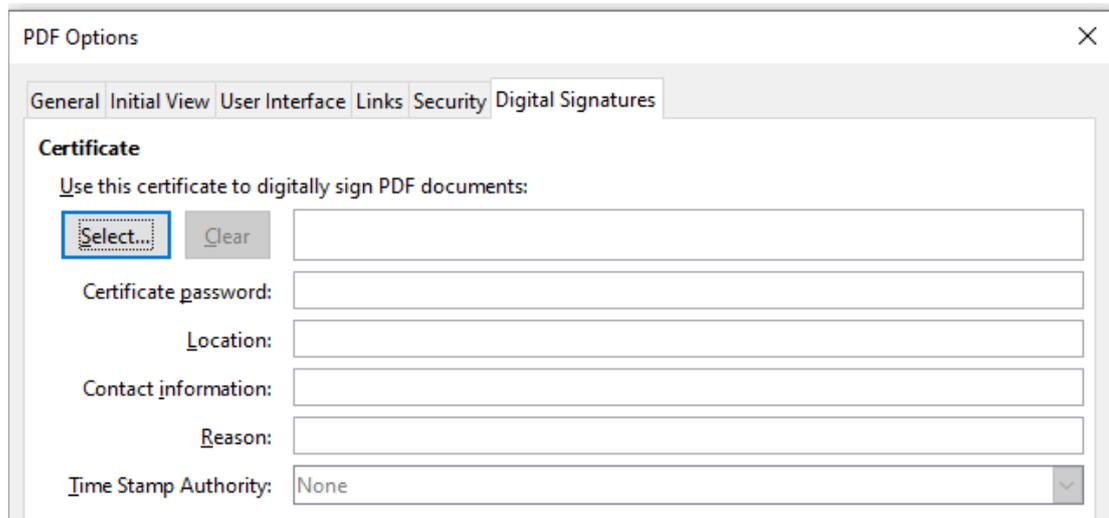 PDF Options
General Initial View User Interface Links Security Digital Signatures
Certificate
Use this certificate to digitally sign PDF documents:
Select... Clear
Certificate password:
Location:
Contact information:
Reason:
Time Stamp Authority: None